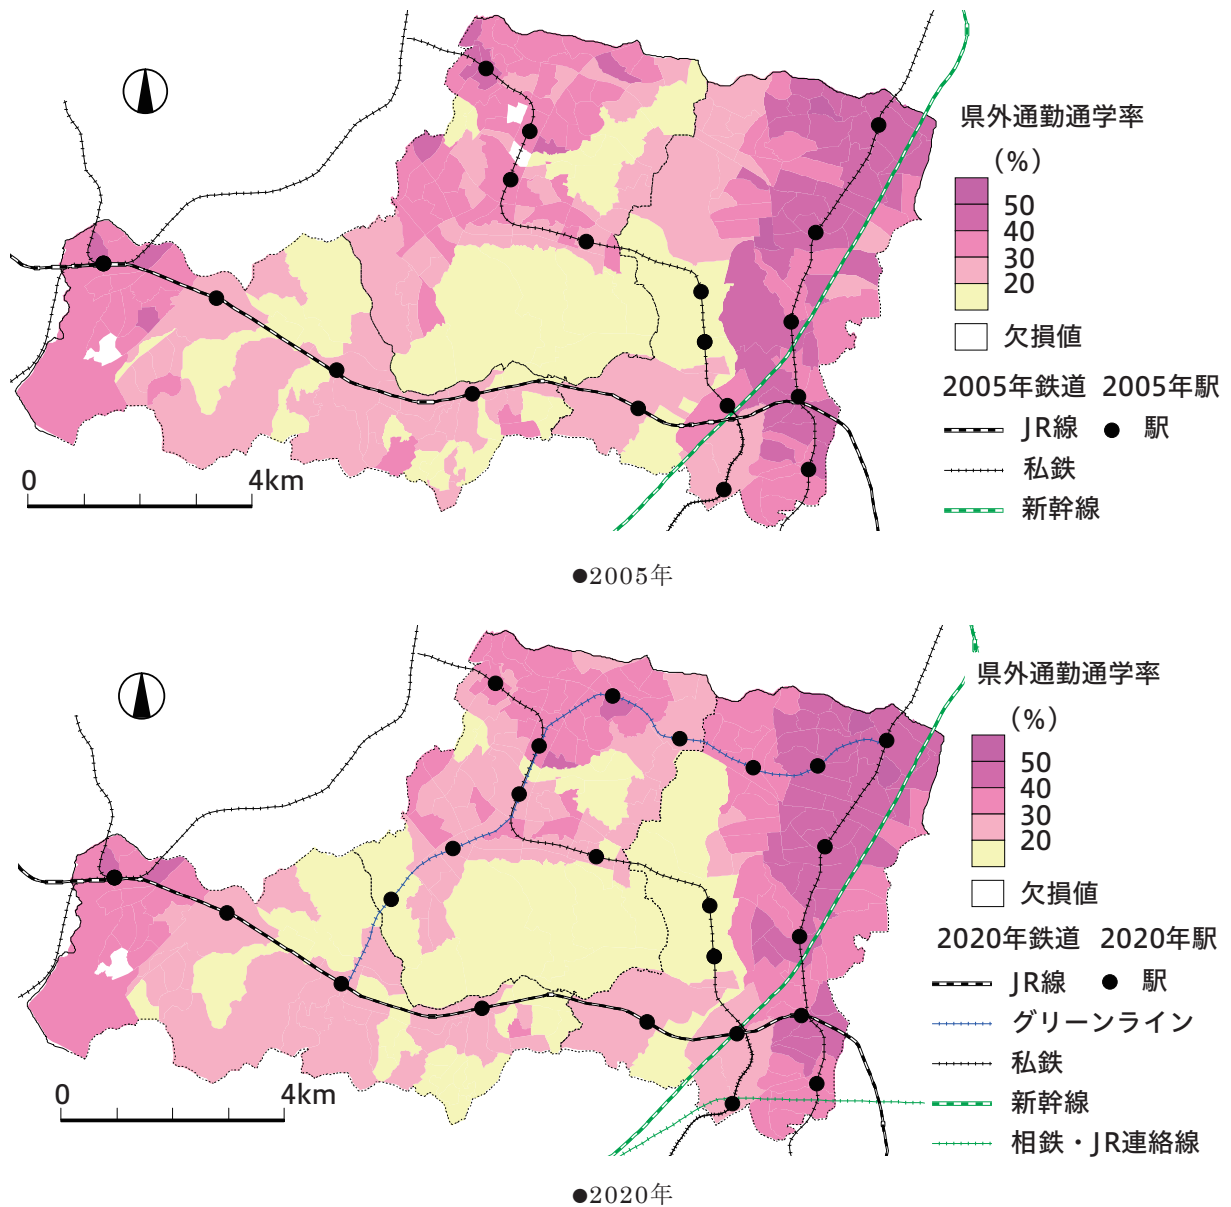 県外通勤通学率
(%)
50
40
30
20
欠損値
2005年鉄道 2005年駅
JR線 駅
私鉄
新幹線
0 4km
●2005年
県外通勤通学率
(%)
50
40
30
20
欠損値
2020年鉄道 2020年駅
JR線 駅
グリーンライン
私鉄
新幹線
相鉄・JR連絡線
0 4km
●2020年